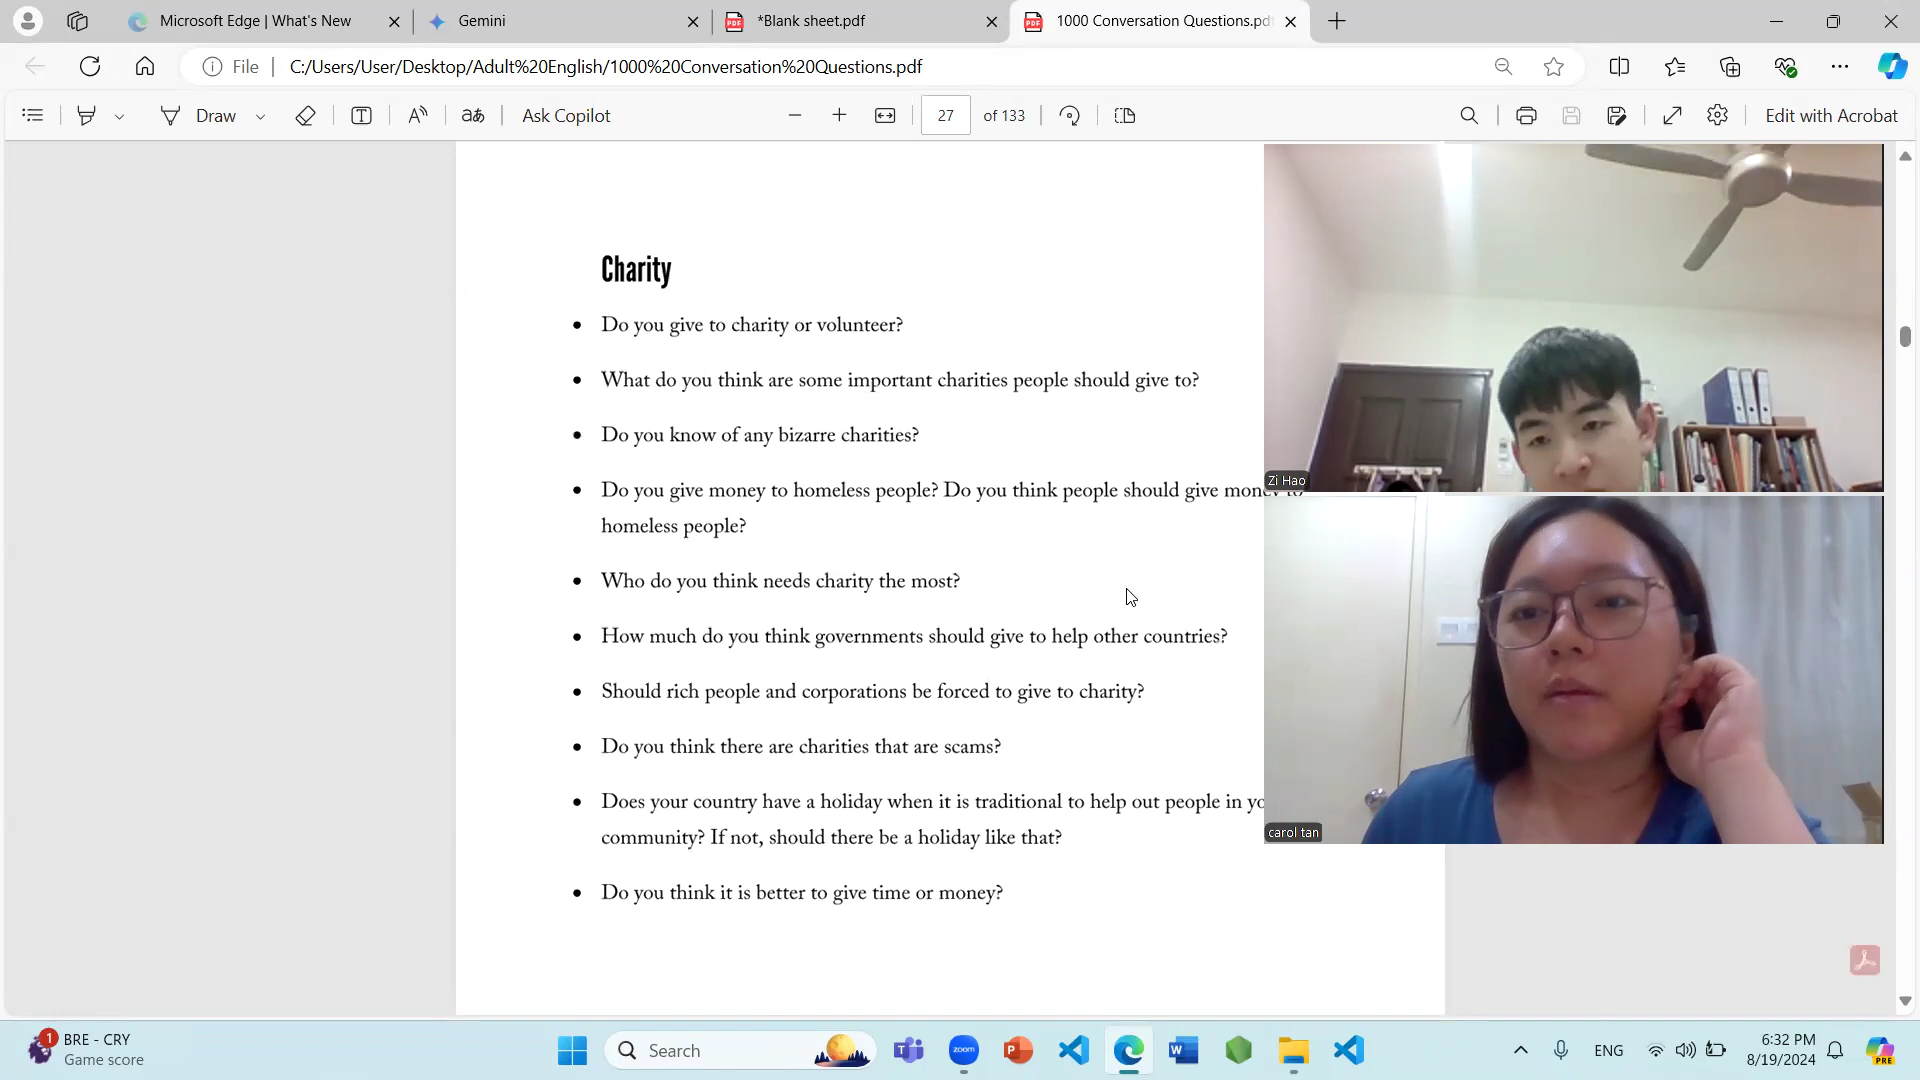 Microsoft Edge | What's New
Gemini
*Blank sheet.pdf
1000 Conversation Questions.pdf
File
C:/Users/User/Desktop/Adult%20English/1000%20Conversation%20Questions.pdf
Draw
Ask Copilot
27 of 133
Edit with Acrobat
Charity
• Do you give to charity or volunteer?
• What do you think are some important charities people should give to?
• Do you know of any bizarre charities?
• Do you give money to homeless people? Do you think people should give money to
homeless people?
• Who do you think needs charity the most?
• How much do you think governments should give to help other countries?
• Should rich people and corporations be forced to give to charity?
• Do you think there are charities that are scams?
• Does your country have a holiday when it is traditional to help out people in yo
community? If not, should there be a holiday like that?
• Do you think it is better to give time or money?
Zi Hao
carol tan
1
BRE - CRY
Game score
Search
zoom
ENG
6:32 PM
8/19/2024
PRE